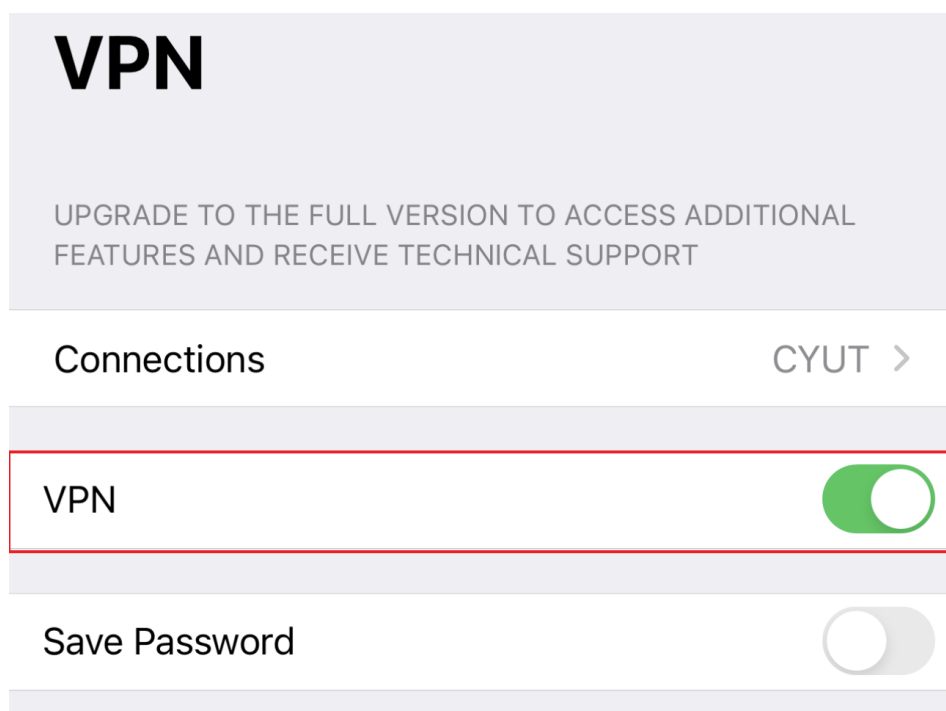 VPN
UPGRADE TO THE FULL VERSION TO ACCESS ADDITIONAL
FEATURES AND RECEIVE TECHNICAL SUPPORT
Connections CYUT
VPN
Save Password